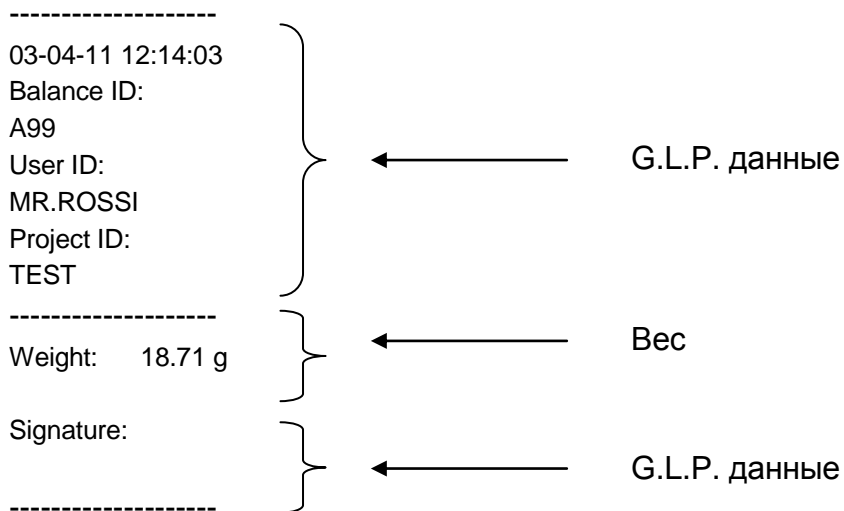 --------------------
03-04-11 12:14:03
Balance ID:
A99
User ID:
MR.ROSSI
Project ID:
TEST
G.L.P. данные
--------------------
Weight: 18.71 g
Вес
Signature:
G.L.P. данные
--------------------